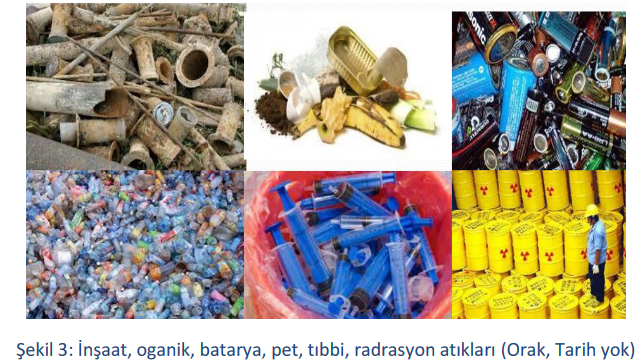 Şekil 3: İnşaat, oganik, batarya, pet, tıbbi, radrasyon atıkları (Orak, Tarih yok)